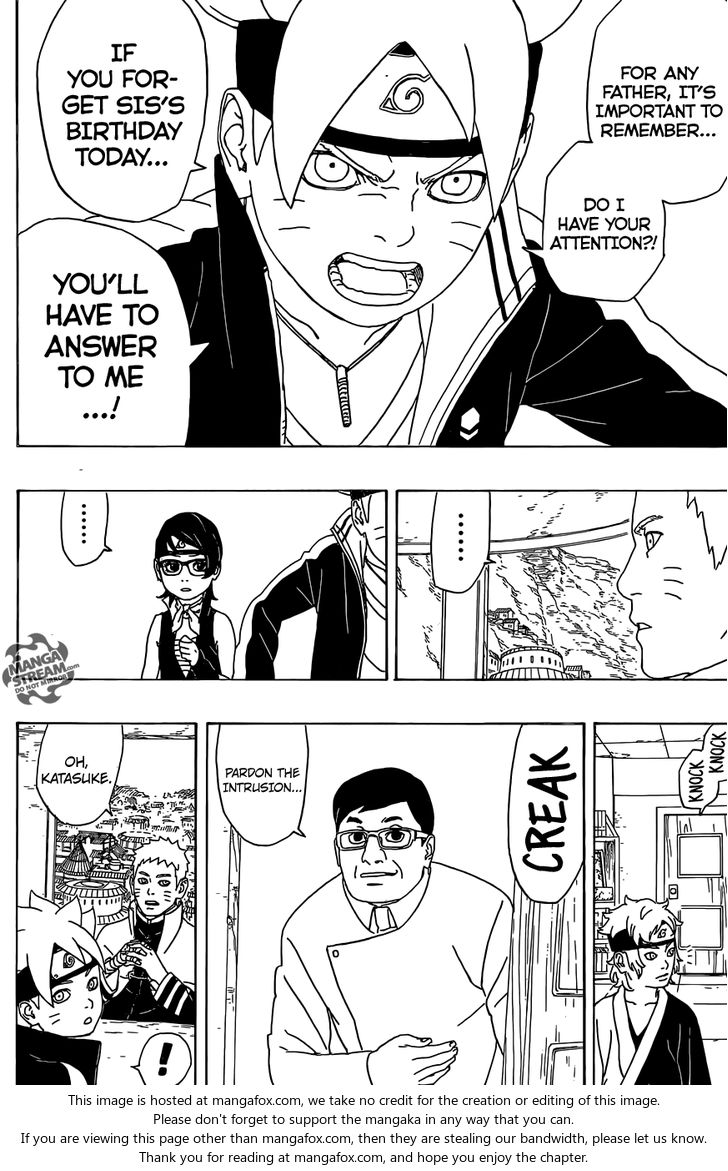 FOR ANY
FATHER, IT'S
IMPORTANT TO
REMEMBER...
DO I
HAVE YOUR
ATTENTION?!
IF
YOU FOR-
GET SIS'S
BIRTHDAY
TODAY...
YOU'LL
HAVE TO
ANSWER
TO ME
...!
......
......
KNOCK
KNOCK
CREAK
PARDON THE
INTRUSION...
OH,
KATASUKE.
!
MANGA
STREAM.COM
DO NOT MIRROR
This image is hosted at mangafox.com, we take no credit for the creation or editing of this image.
Please don't forget to support the mangaka in any way that you can.
If you are viewing this page other than mangafox.com, then they are stealing our bandwidth, please let us know.
Thank you for reading at mangafox.com, and hope you enjoy the chapter.